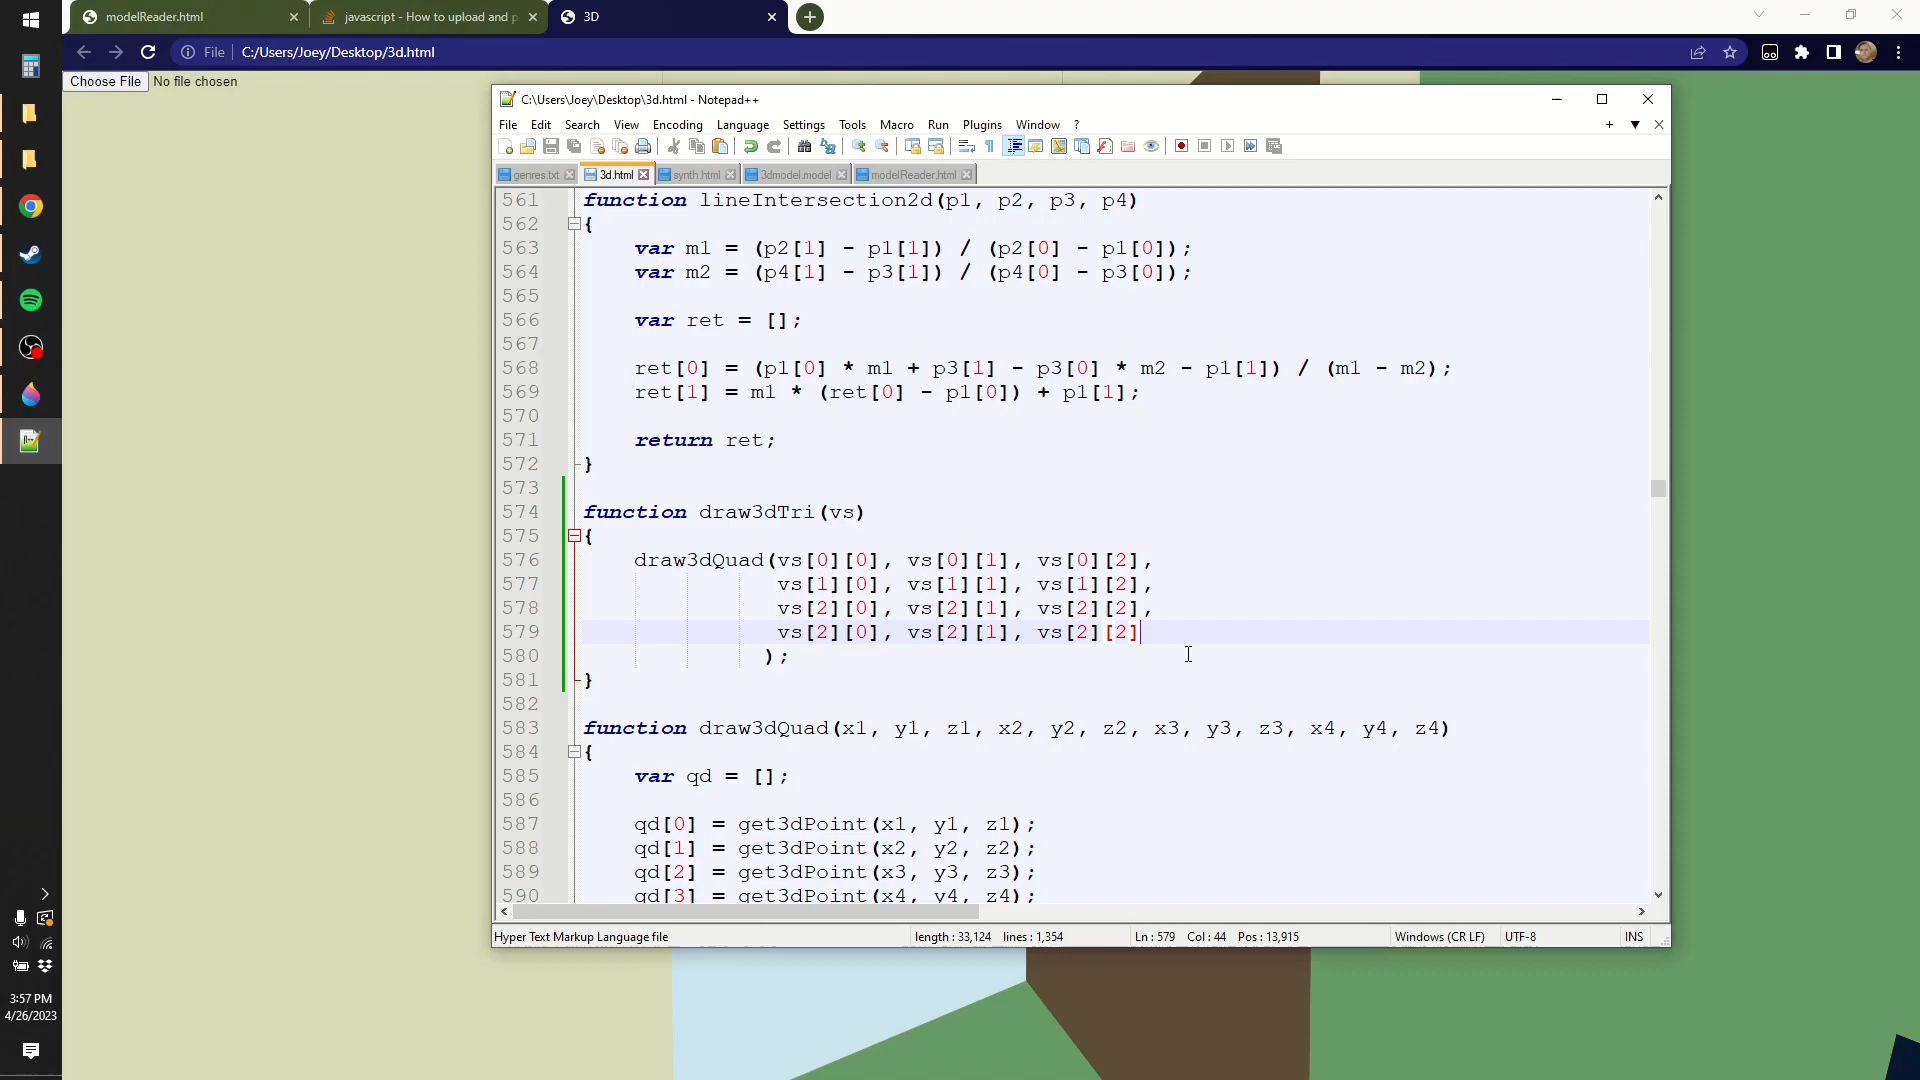 modelReader.html
javascript - How to upload and p
3D
File
C:/Users/Joey/Desktop/3d.html
Choose File No file chosen
C:\Users\Joey\Desktop\3d.html - Notepad++
File Edit Search View Encoding Language Settings Tools Macro Run Plugins Window ?
genres.txt 3d.html synth.html 3dmodel.model modelReader.html
561 function lineIntersection2d(p1, p2, p3, p4)
562 {
563 var m1 = (p2[1] - p1[1]) / (p2[0] - p1[0]);
564 var m2 = (p4[1] - p3[1]) / (p4[0] - p3[0]);
565
566 var ret = [];
567
568 ret[0] = (p1[0] * m1 + p3[1] - p3[0] * m2 - p1[1]) / (m1 - m2);
569 ret[1] = m1 * (ret[0] - p1[0]) + p1[1];
570
571 return ret;
572 }
573
574 function draw3dTri(vs)
575 {
576 draw3dQuad(vs[0][0], vs[0][1], vs[0][2],
577 vs[1][0], vs[1][1], vs[1][2],
578 vs[2][0], vs[2][1], vs[2][2],
579 vs[2][0], vs[2][1], vs[2][2]
580 );
581 }
582
583 function draw3dQuad(x1, y1, z1, x2, y2, z2, x3, y3, z3, x4, y4, z4)
584 {
585 var qd = [];
586
587 qd[0] = get3dPoint(x1, y1, z1);
588 qd[1] = get3dPoint(x2, y2, z2);
589 qd[2] = get3dPoint(x3, y3, z3);
590 qd[3] = get3dPoint(x4, y4, z4);
Hyper Text Markup Language file length : 33,124 lines : 1,354 Ln : 579 Col : 44 Pos : 13,915 Windows (CR LF) UTF-8 INS
3:57 PM
4/26/2023